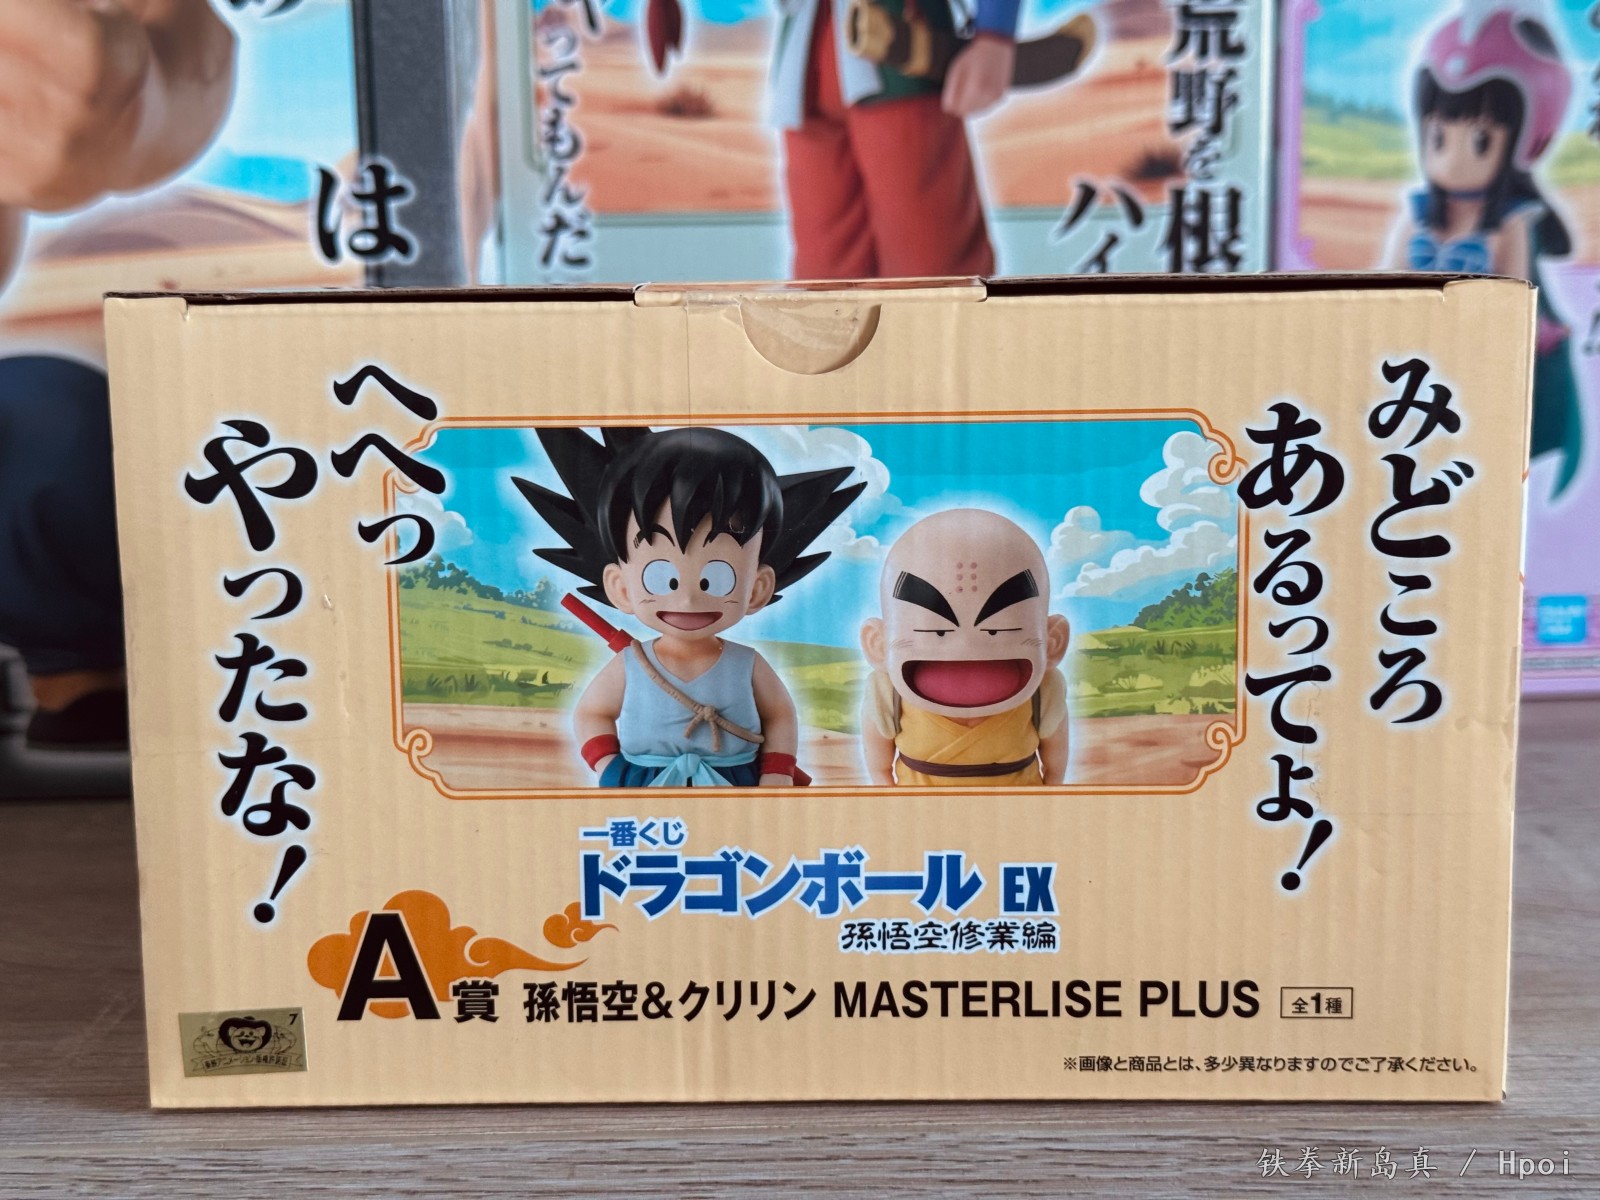 は
ってもんだ
荒野を根
ハイ
みどころ
あるってよ!
へへっ
やったな!
一番くじ
ドラゴンボール EX
孫悟空修業編
A賞 孫悟空&クリリン MASTERLISE PLUS 全1種
7
※画像と商品とは、多少異なりますのでご了承ください。
铁拳新岛真 / Hpoi